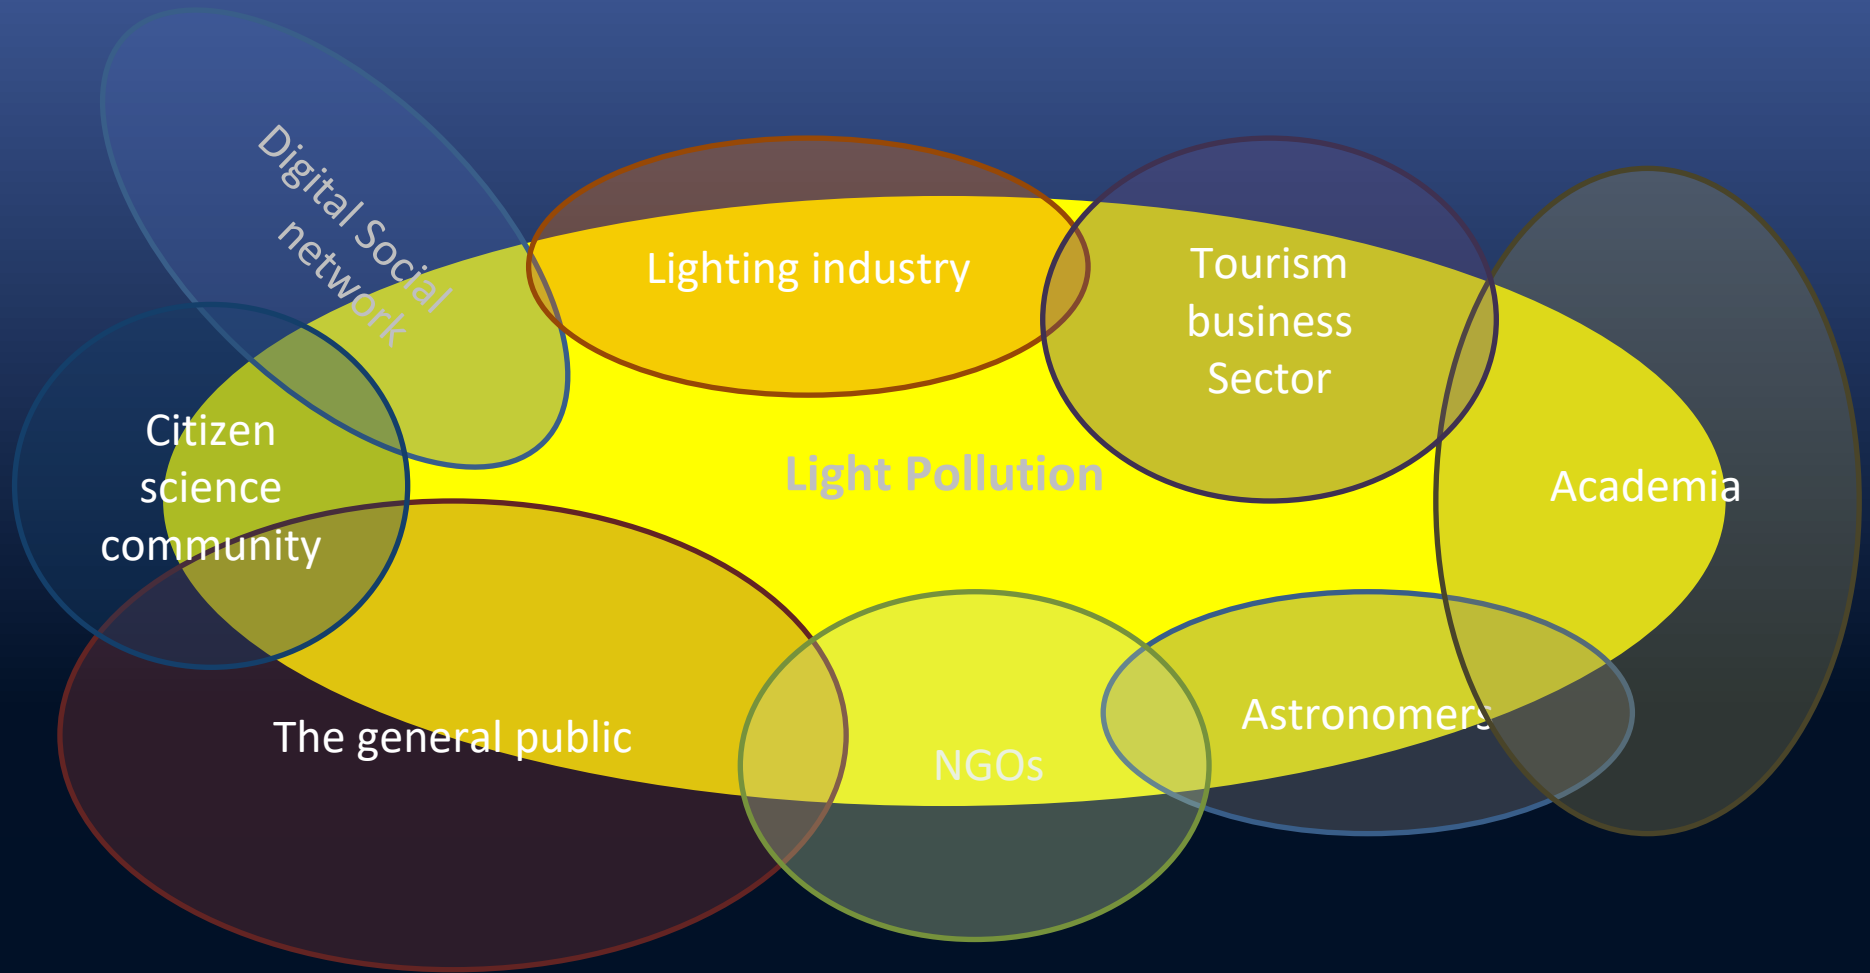 Digital Social
network
Lighting industry
Tourism
business
Sector
Citizen
science
community
Light Pollution
Academia
The general public
NGOs
Astronomers